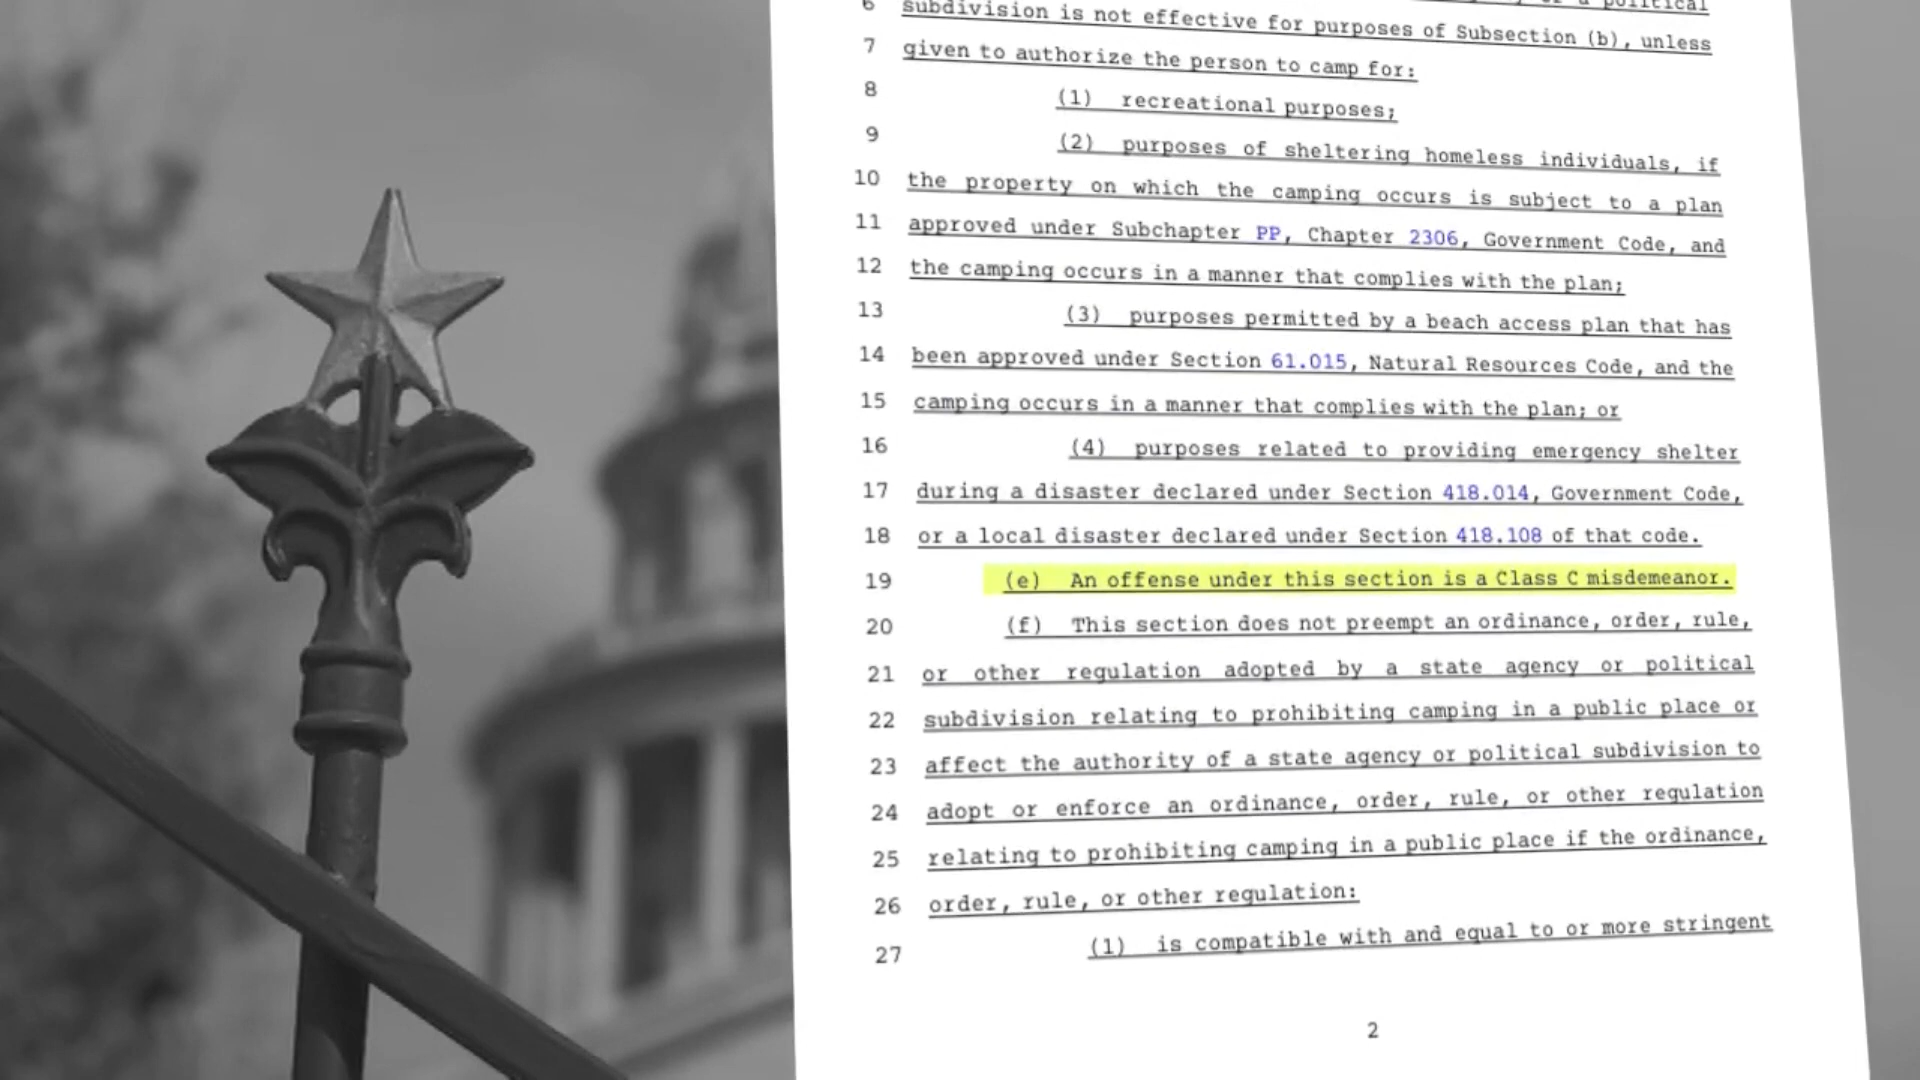 6 subdivision is not effective for purposes of Subsection (b), unless
7 given to authorize the person to camp for:
8 (1) recreational purposes;
9 (2) purposes of sheltering homeless individuals, if
10 the property on which the camping occurs is subject to a plan
11 approved under Subchapter PP, Chapter 2306, Government Code, and
12 the camping occurs in a manner that complies with the plan;
13 (3) purposes permitted by a beach access plan that has
14 been approved under Section 61.015, Natural Resources Code, and the
15 camping occurs in a manner that complies with the plan; or
16 (4) purposes related to providing emergency shelter
17 during a disaster declared under Section 418.014, Government Code,
18 or a local disaster declared under Section 418.108 of that code.
19 (e) An offense under this section is a Class C misdemeanor.
20 (f) This section does not preempt an ordinance, order, rule,
21 or other regulation adopted by a state agency or political
22 subdivision relating to prohibiting camping in a public place or
23 affect the authority of a state agency or political subdivision to
24 adopt or enforce an ordinance, order, rule, or other regulation
25 relating to prohibiting camping in a public place if the ordinance,
26 order, rule, or other regulation:
27 (1) is compatible with and equal to or more stringent
2